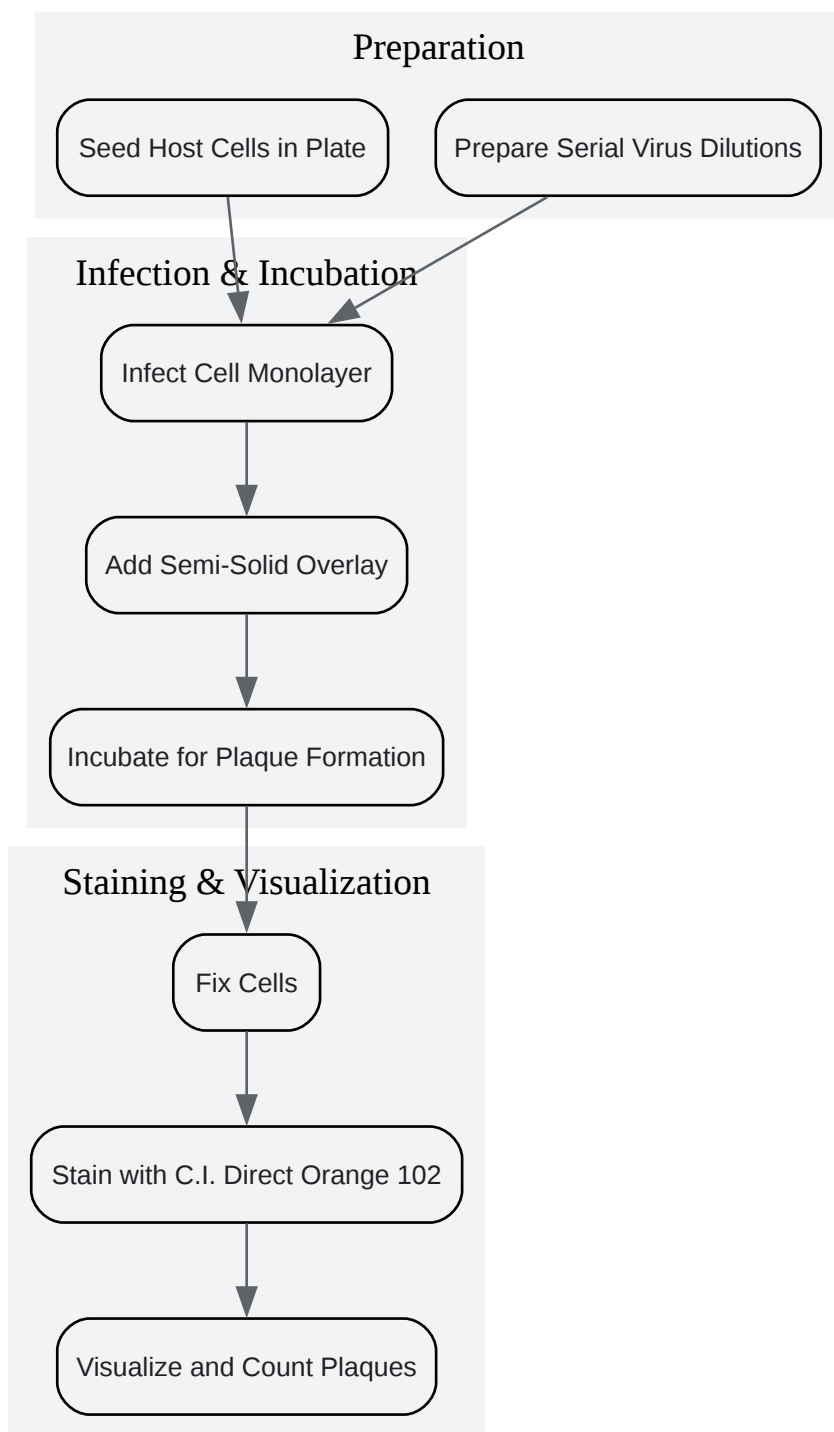 Preparation
Seed Host Cells in Plate
Prepare Serial Virus Dilutions
Infection & Incubation
Infect Cell Monolayer
Add Semi-Solid Overlay
Incubate for Plaque Formation
Staining & Visualization
Fix Cells
Stain with C.I. Direct Orange 102
Visualize and Count Plaques